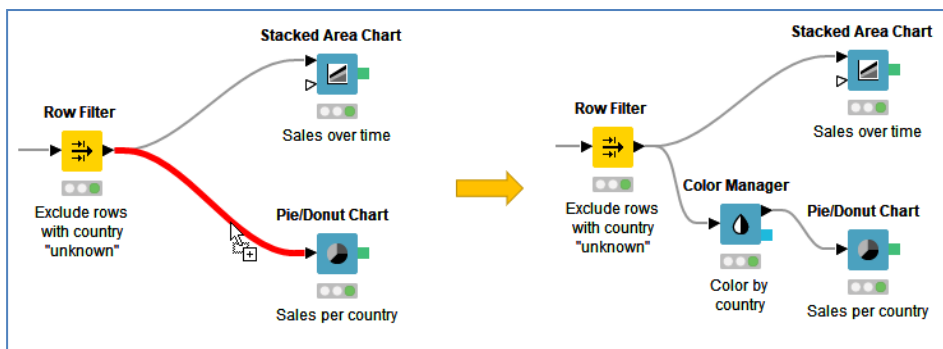 Stacked Area Chart
Row Filter
Sales over time
Exclude rows
with country
"unknown"
Pie/Donut Chart
Sales per country
Stacked Area Chart
Row Filter
Sales over time
Exclude rows
with country
"unknown"
Color Manager
Pie/Donut Chart
Color by
country
Sales per country